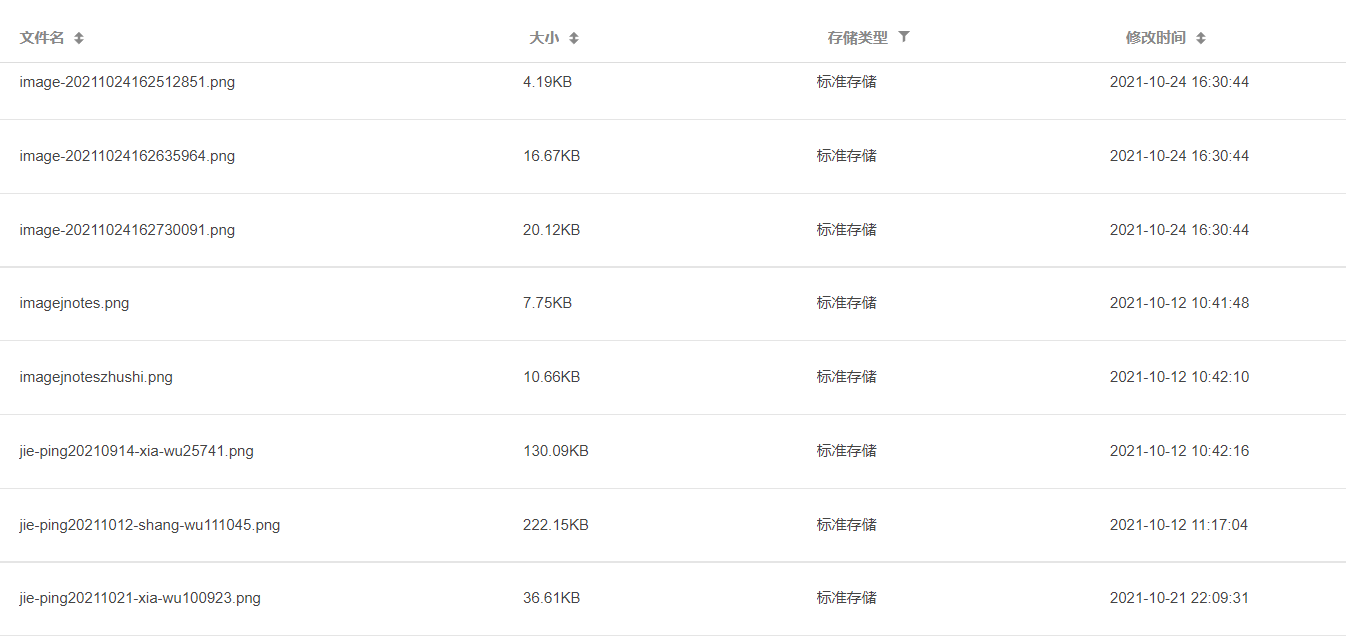 文件名 大小 存储类型 修改时间
image-20211024162512851.png 4.19KB 标准存储 2021-10-24 16:30:44
image-20211024162635964.png 16.67KB 标准存储 2021-10-24 16:30:44
image-20211024162730091.png 20.12KB 标准存储 2021-10-24 16:30:44
imagejnotes.png 7.75KB 标准存储 2021-10-12 10:41:48
imagejnoteszhushi.png 10.66KB 标准存储 2021-10-12 10:42:10
jie-ping20210914-xia-wu25741.png 130.09KB 标准存储 2021-10-12 10:42:16
jie-ping20211012-shang-wu111045.png 222.15KB 标准存储 2021-10-12 11:17:04
jie-ping20211021-xia-wu100923.png 36.61KB 标准存储 2021-10-21 22:09:31